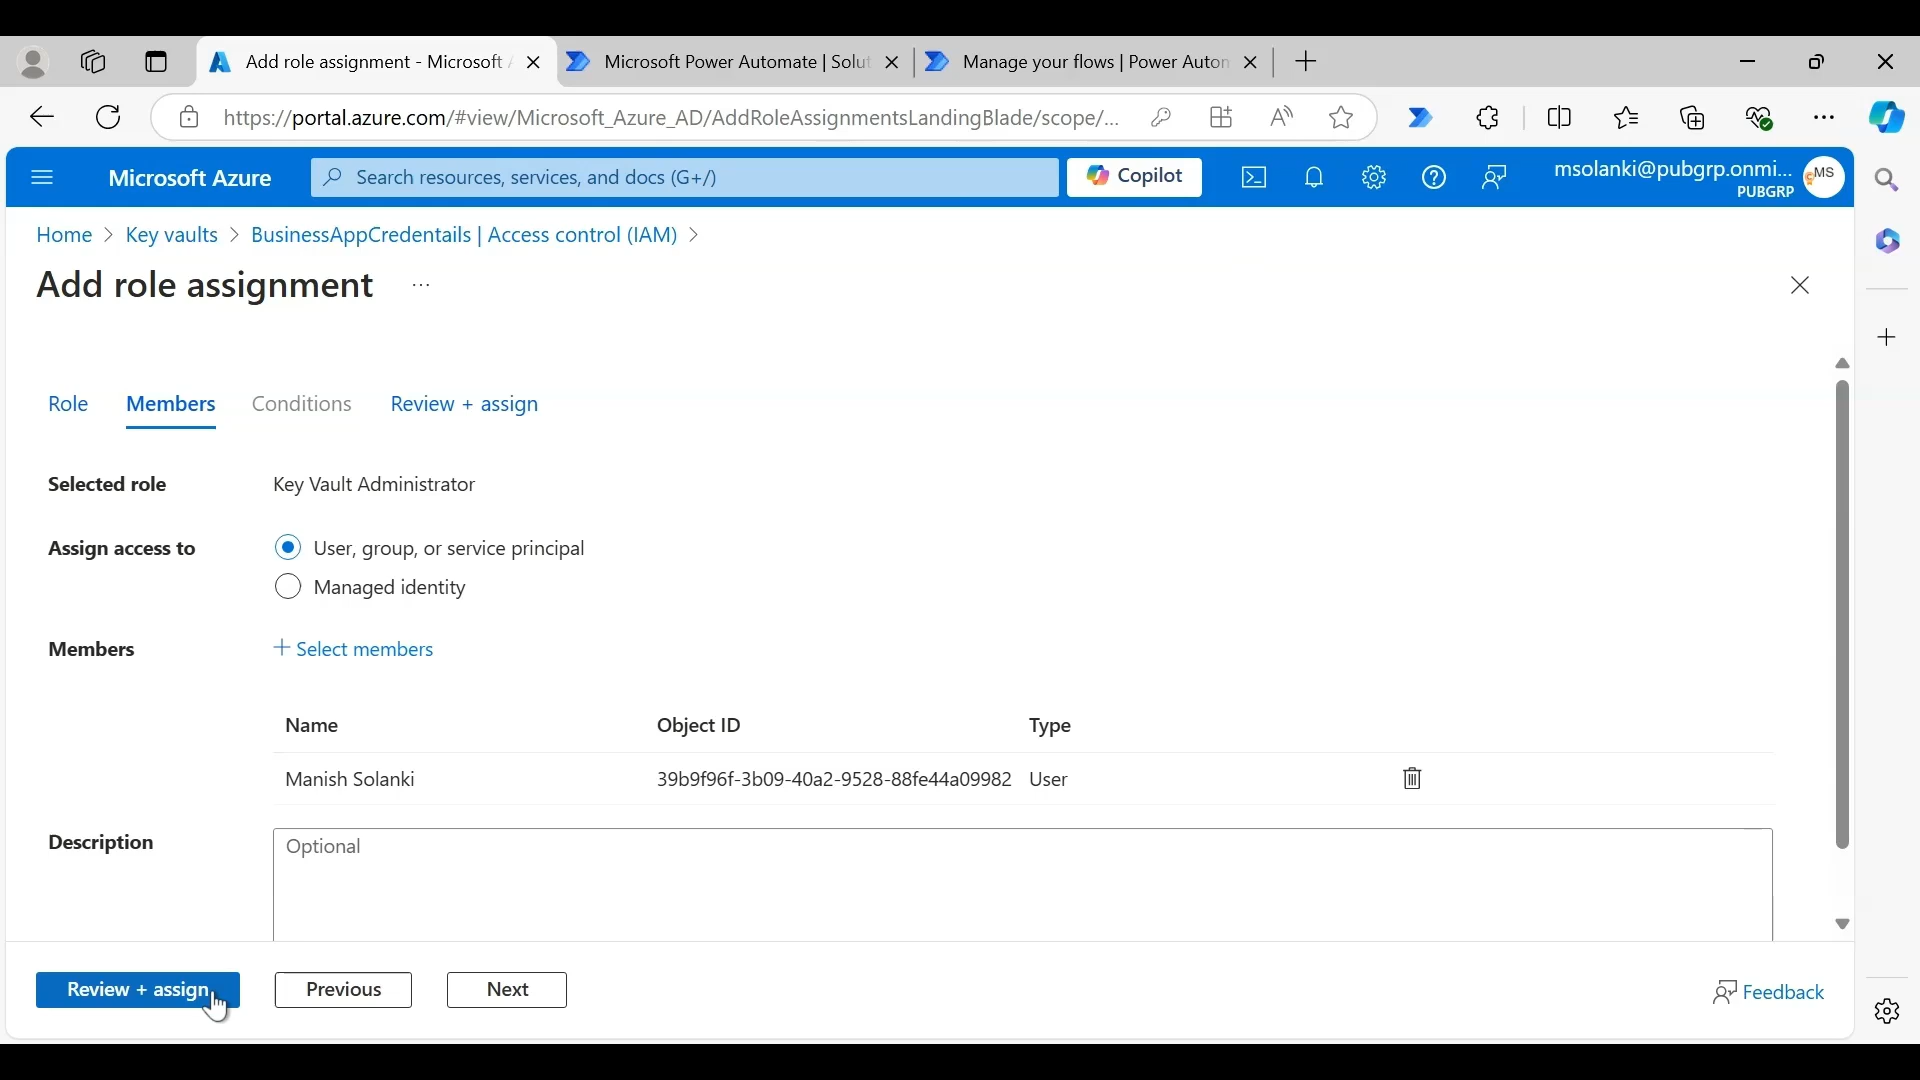 Add role assignment - Microsoft
Microsoft Power Automate | Solut
Manage your flows | Power Auton
https://portal.azure.com/#view/Microsoft_Azure_AD/AddRoleAssignmentsLandingBlade/scope/...
Microsoft Azure
Search resources, services, and docs (G+/)
Copilot
msolanki@pubgrp.onmi...
PUBGRP
MS
Home > Key vaults > BusinessAppCredentails | Access control (IAM) >
Add role assignment ...
Role Members Conditions Review + assign
Selected role Key Vault Administrator
Assign access to User, group, or service principal
Managed identity
Members + Select members
Name Object ID Type
Manish Solanki 39b9f96f-3b09-40a2-9528-88fe44a09982 User
Description Optional
Review + assign Previous Next Feedback